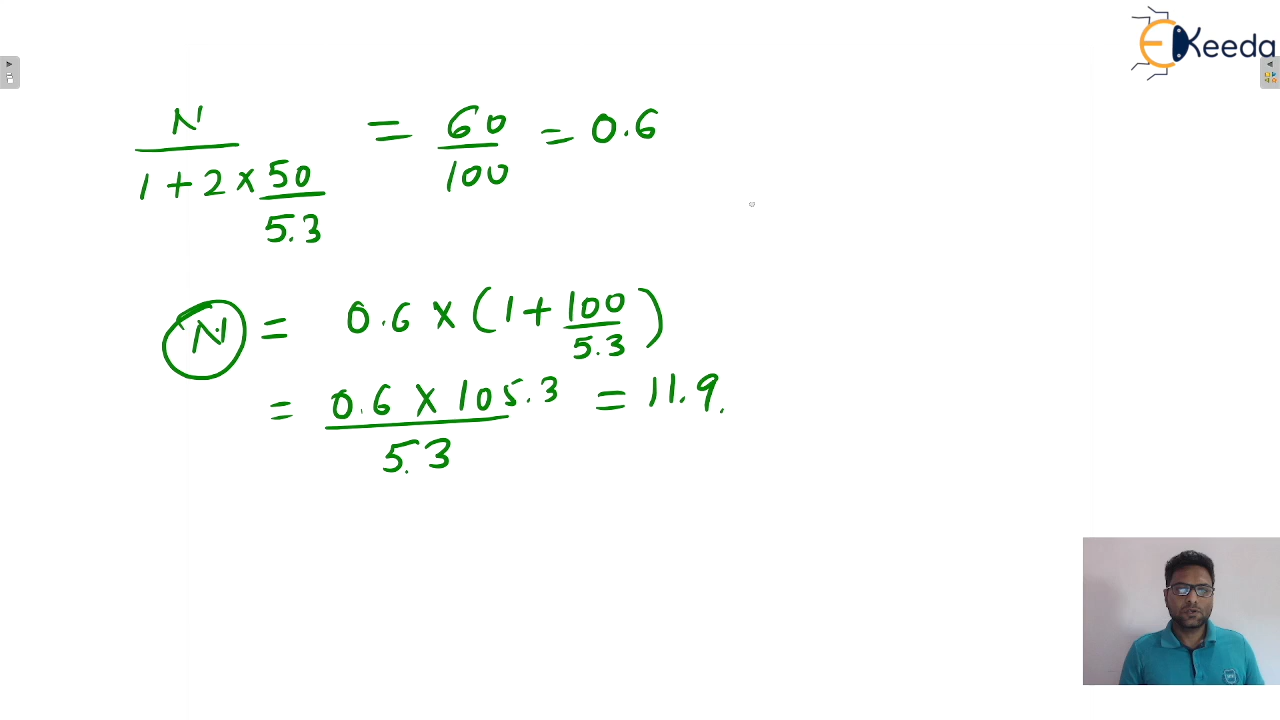 EKeeda
N / (1 + 2 × 50 / 5.3) = 60 / 100 = 0.6
N = 0.6 × (1 + 100 / 5.3)
= 0.6 × 105.3 / 5.3 = 11.9.